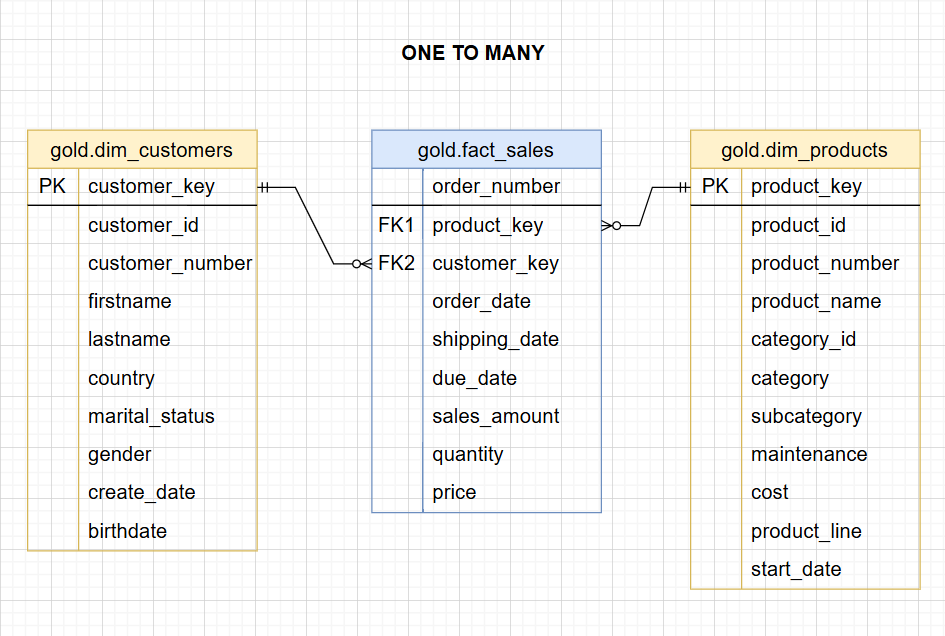 ONE TO MANY
gold.dim_customers
PK customer_key
customer_id
customer_number
firstname
lastname
country
marital_status
gender
create_date
birthdate
gold.fact_sales
order_number
FK1 product_key
FK2 customer_key
order_date
shipping_date
due_date
sales_amount
quantity
price
gold.dim_products
PK product_key
product_id
product_number
product_name
category_id
category
subcategory
maintenance
cost
product_line
start_date